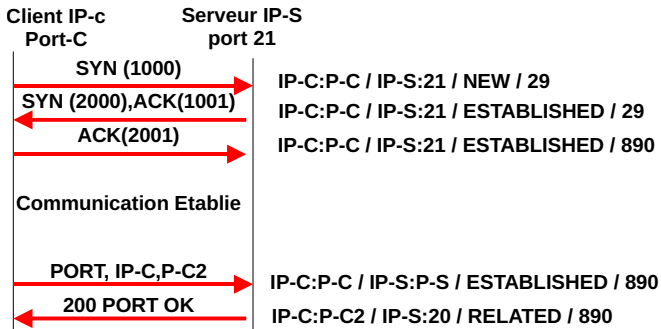 Client IP-c
Port-C
Serveur IP-S
port 21
SYN (1000)
IP-C:P-C / IP-S:21 / NEW / 29
SYN (2000),ACK(1001)
IP-C:P-C / IP-S:21 / ESTABLISHED / 29
ACK(2001)
IP-C:P-C / IP-S:21 / ESTABLISHED / 890
Communication Etablie
PORT, IP-C,P-C2
IP-C:P-C / IP-S:P-S / ESTABLISHED / 890
200 PORT OK
IP-C:P-C2 / IP-S:20 / RELATED / 890